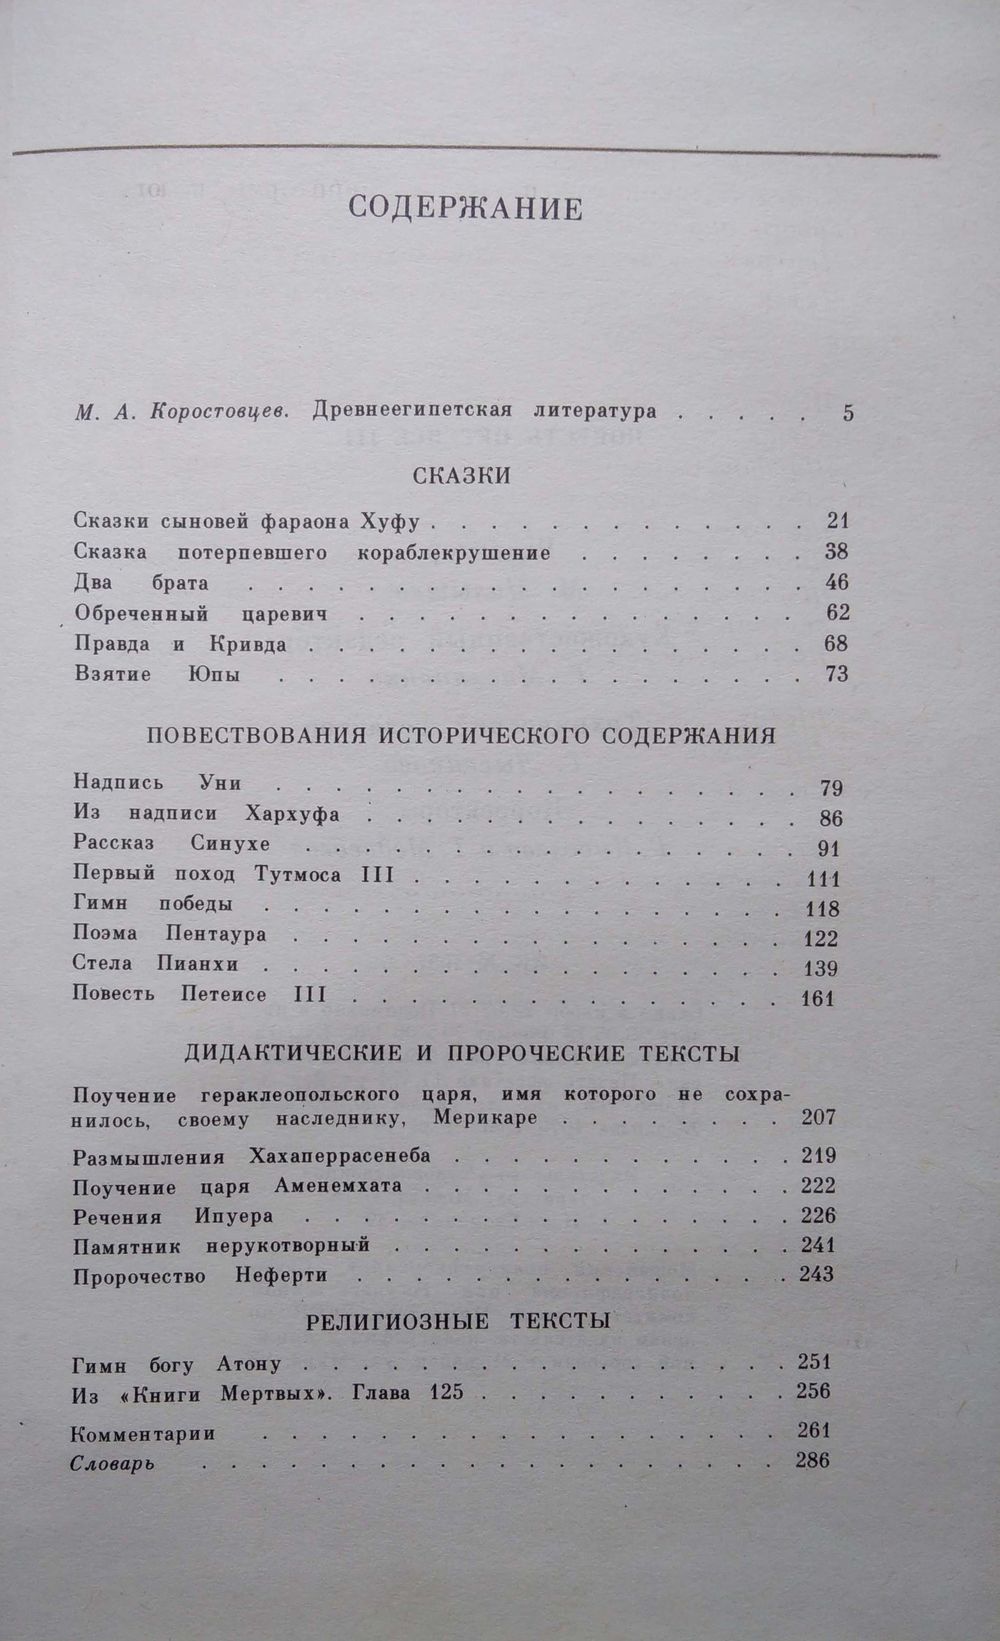 СОДЕРЖАНИЕ
М. А. Коростовцев. Древнеегипетская литература . . . . . 5
СКАЗКИ
Сказки сыновей фараона Хуфу . . . . . . . . . . . . . 21
Сказка потерпевшего кораблекрушение . . . . . . . . 38
Два брата . . . . . . . . . . . . . . . . . . . 46
Обреченный царевич . . . . . . . . . . . . . . . 62
Правда и Кривда . . . . . . . . . . . . . . . . . 68
Взятие Юпы . . . . . . . . . . . . . . . . . . 73
ПОВЕСТВОВАНИЯ ИСТОРИЧЕСКОГО СОДЕРЖАНИЯ
Надпись Уни . . . . . . . . . . . . . . . . . . 79
Из надписи Хархуфа . . . . . . . . . . . . . . . 86
Рассказ Синухе . . . . . . . . . . . . . . . . . 91
Первый поход Тутмоса III . . . . . . . . . . . . . 111
Гимн победы . . . . . . . . . . . . . . . . . . 118
Поэма Пентаура . . . . . . . . . . . . . . . . . 122
Стела Пианхи . . . . . . . . . . . . . . . . . . 139
Повесть Петеисе III . . . . . . . . . . . . . . . 161
ДИДАКТИЧЕСКИЕ И ПРОРОЧЕСКИЕ ТЕКСТЫ
Поучение гераклеопольского царя, имя которого не сохра-
нилось, своему наследнику, Мерикаре . . . . . . . . 207
Размышления Хахаперрасенеба . . . . . . . . . . . . 219
Поучение царя Аменемхата . . . . . . . . . . . . . 222
Речения Ипуера . . . . . . . . . . . . . . . . . 226
Памятник нерукотворный . . . . . . . . . . . . . . 241
Пророчество Неферти . . . . . . . . . . . . . . . 243
РЕЛИГИОЗНЫЕ ТЕКСТЫ
Гимн богу Атону . . . . . . . . . . . . . . . . . 251
Из «Книги Мертвых». Глава 125 . . . . . . . . . . . 256
Комментарии . . . . . . . . . . . . . . . . . . 261
Словарь . . . . . . . . . . . . . . . . . . . . 286